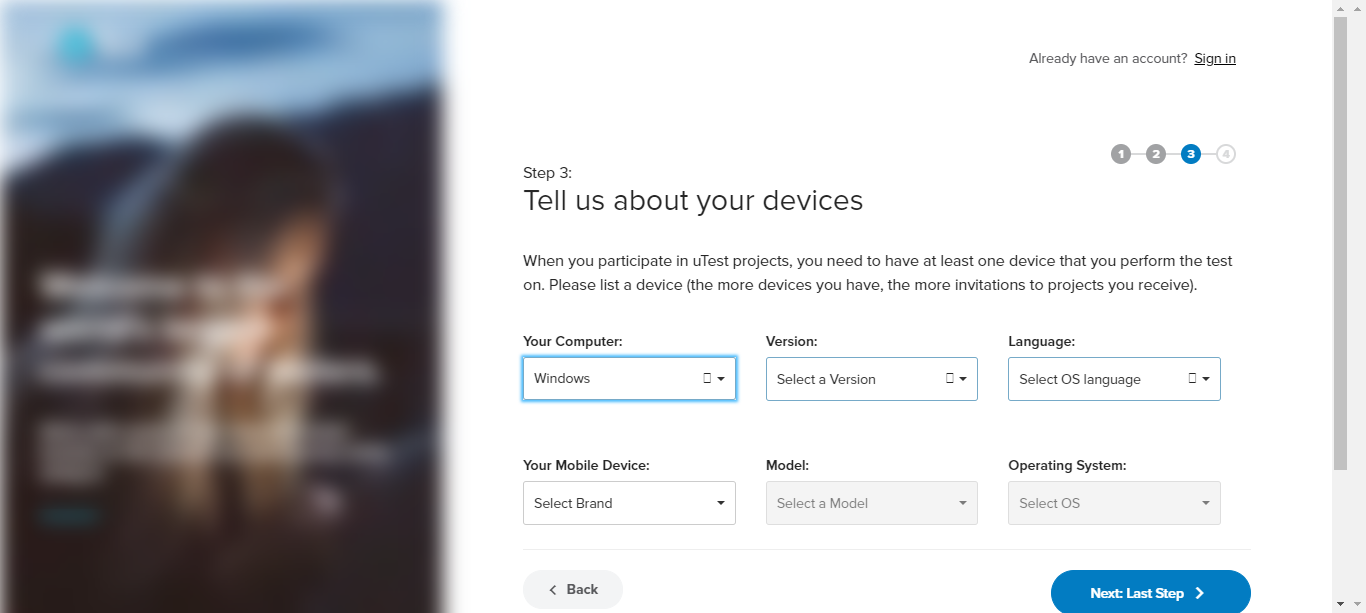 Already have an account? Sign in
1 2 3 4
Step 3:
Tell us about your devices
When you participate in uTest projects, you need to have at least one device that you perform the test
on. Please list a device (the more devices you have, the more invitations to projects you receive).
Your Computer: Version: Language:
Windows Select a Version Select OS language
Your Mobile Device: Model: Operating System:
Select Brand Select a Model Select OS
Back Next: Last Step